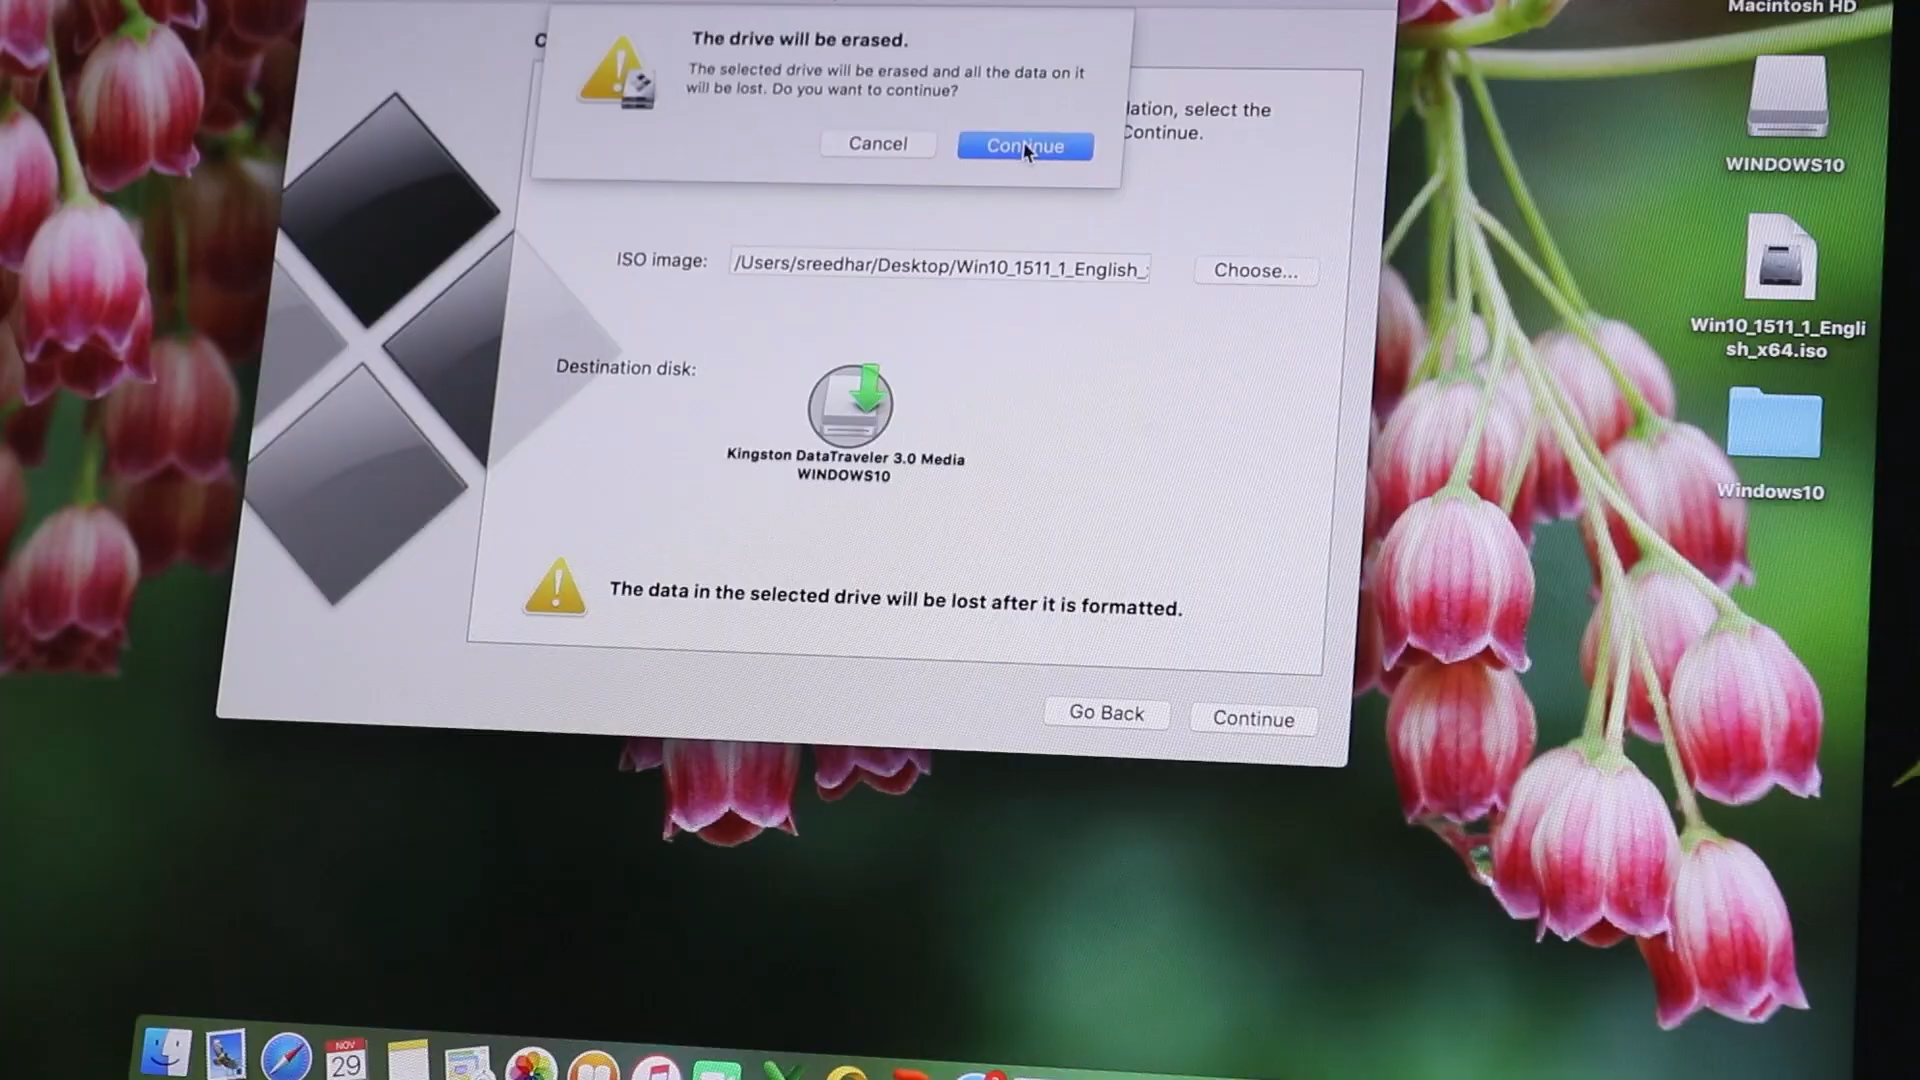 The drive will be erased.
The selected drive will be erased and all the data on it
will be lost. Do you want to continue?
Cancel
Continue
select the
Continue.
ISO image:
/Users/sreedhar/Desktop/Win10_1511_1_English_
Choose...
Destination disk:
Kingston DataTraveler 3.0 Media
WINDOWS10
The data in the selected drive will be lost after it is formatted.
Go Back
Continue
Macintosh HD
WINDOWS10
Win10_1511_1_Engli
sh_x64.iso
Windows10
NOV
29